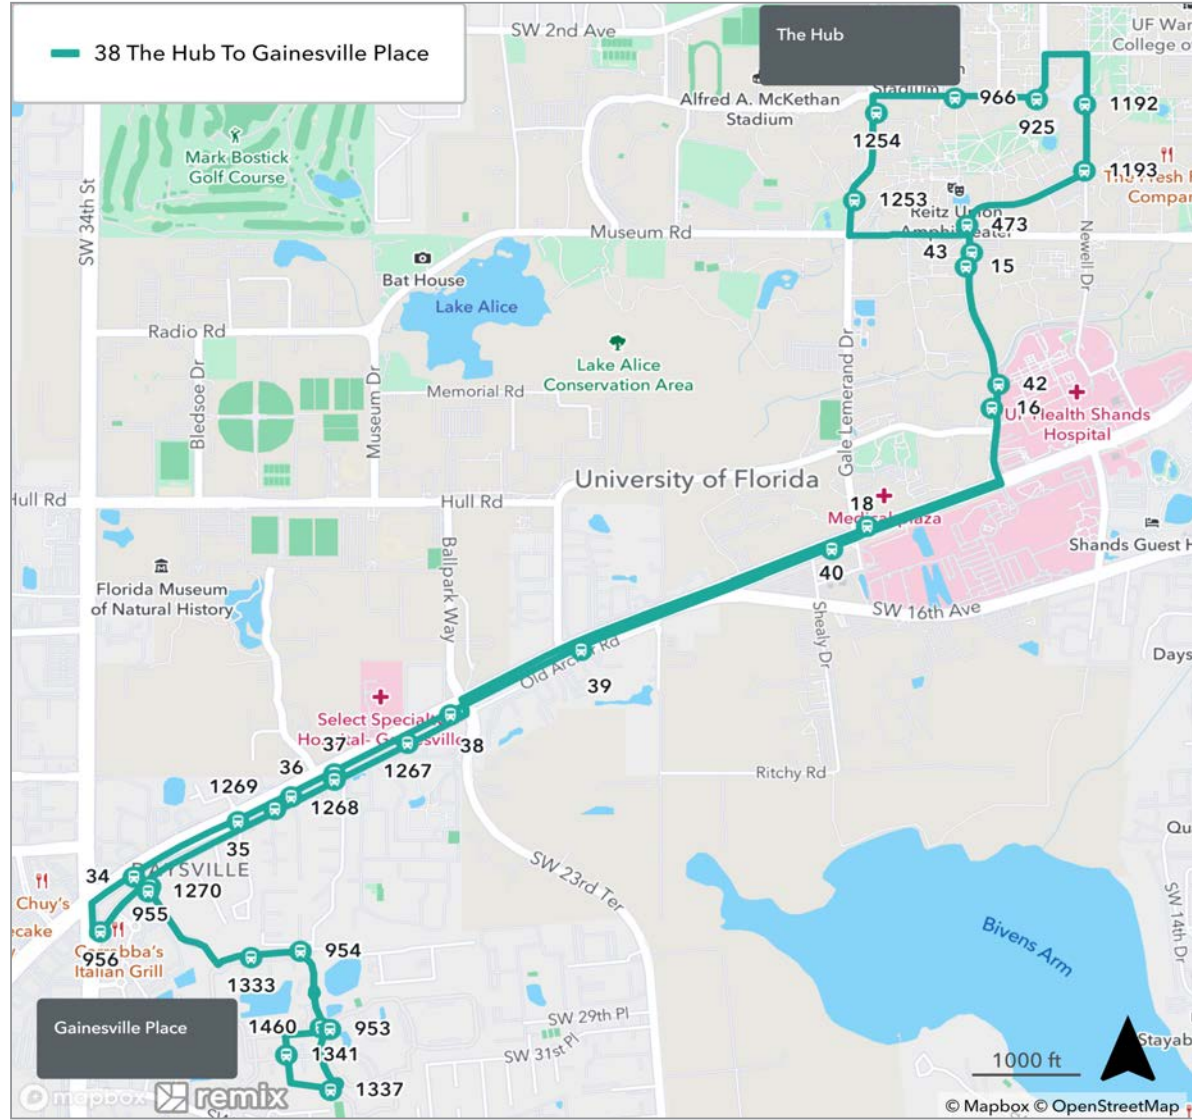 38 The Hub To Gainesville Place
SW 2nd Ave
The Hub
UF War
College of
Stadium
Alfred A. McKethan
Stadium
966
925
1192
1254
1193
Mark Bostick
Golf Course
SW 34th St
1253
Reitz Union
473
Museum Rd
43
15
Newell Dr
Bat House
Lake Alice
Radio Rd
Bledsoe Dr
Museum Dr
Memorial Rd
Lake Alice
Conservation Area
Gale Lemerand Dr
42
16
UF Health Shands
Hospital
Hull Rd
Hull Rd
University of Florida
18
Medical plaza
40
Shands Guest H
Ballpark Way
Florida Museum
of Natural History
SW 16th Ave
Shealy Dr
Days
Old Archer Rd
39
Select Specialty
Hospital- Gainesville
37
38
36
1267
1269
1268
Ritchy Rd
35
Qu
34
1270
955
SW 23rd Ter
SW 14th Dr
Chuy's
ecake
956
Carrabba's
Italian Grill
954
1333
Bivens Arm
Gainesville Place
1460
953
SW 29th Pl
1341
SW 31st Pl
1337
Stayab
1000 ft
mapbox
remix
© Mapbox © OpenStreetMap